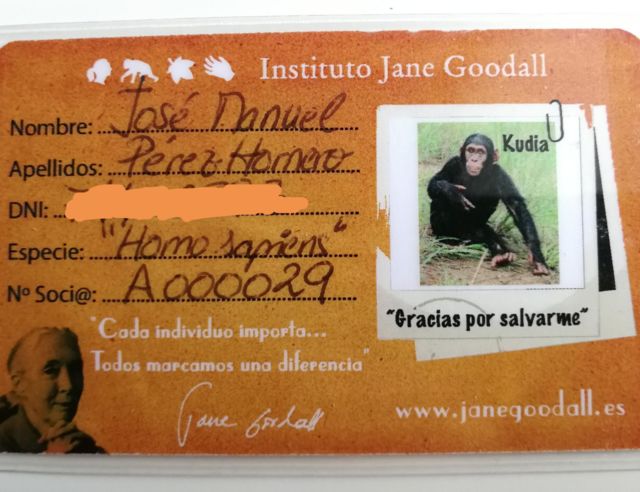 Instituto Jane Goodall
Nombre: José Manuel
Apellidos: Pérez Homero
DNI:
Especie: "Homo sapiens"
Nº Soci@: A000029
Kudia
"Gracias por salvarme"
"Cada individuo importa...
Todos marcamos una diferencia"
Jane Goodall
www.janegoodall.es